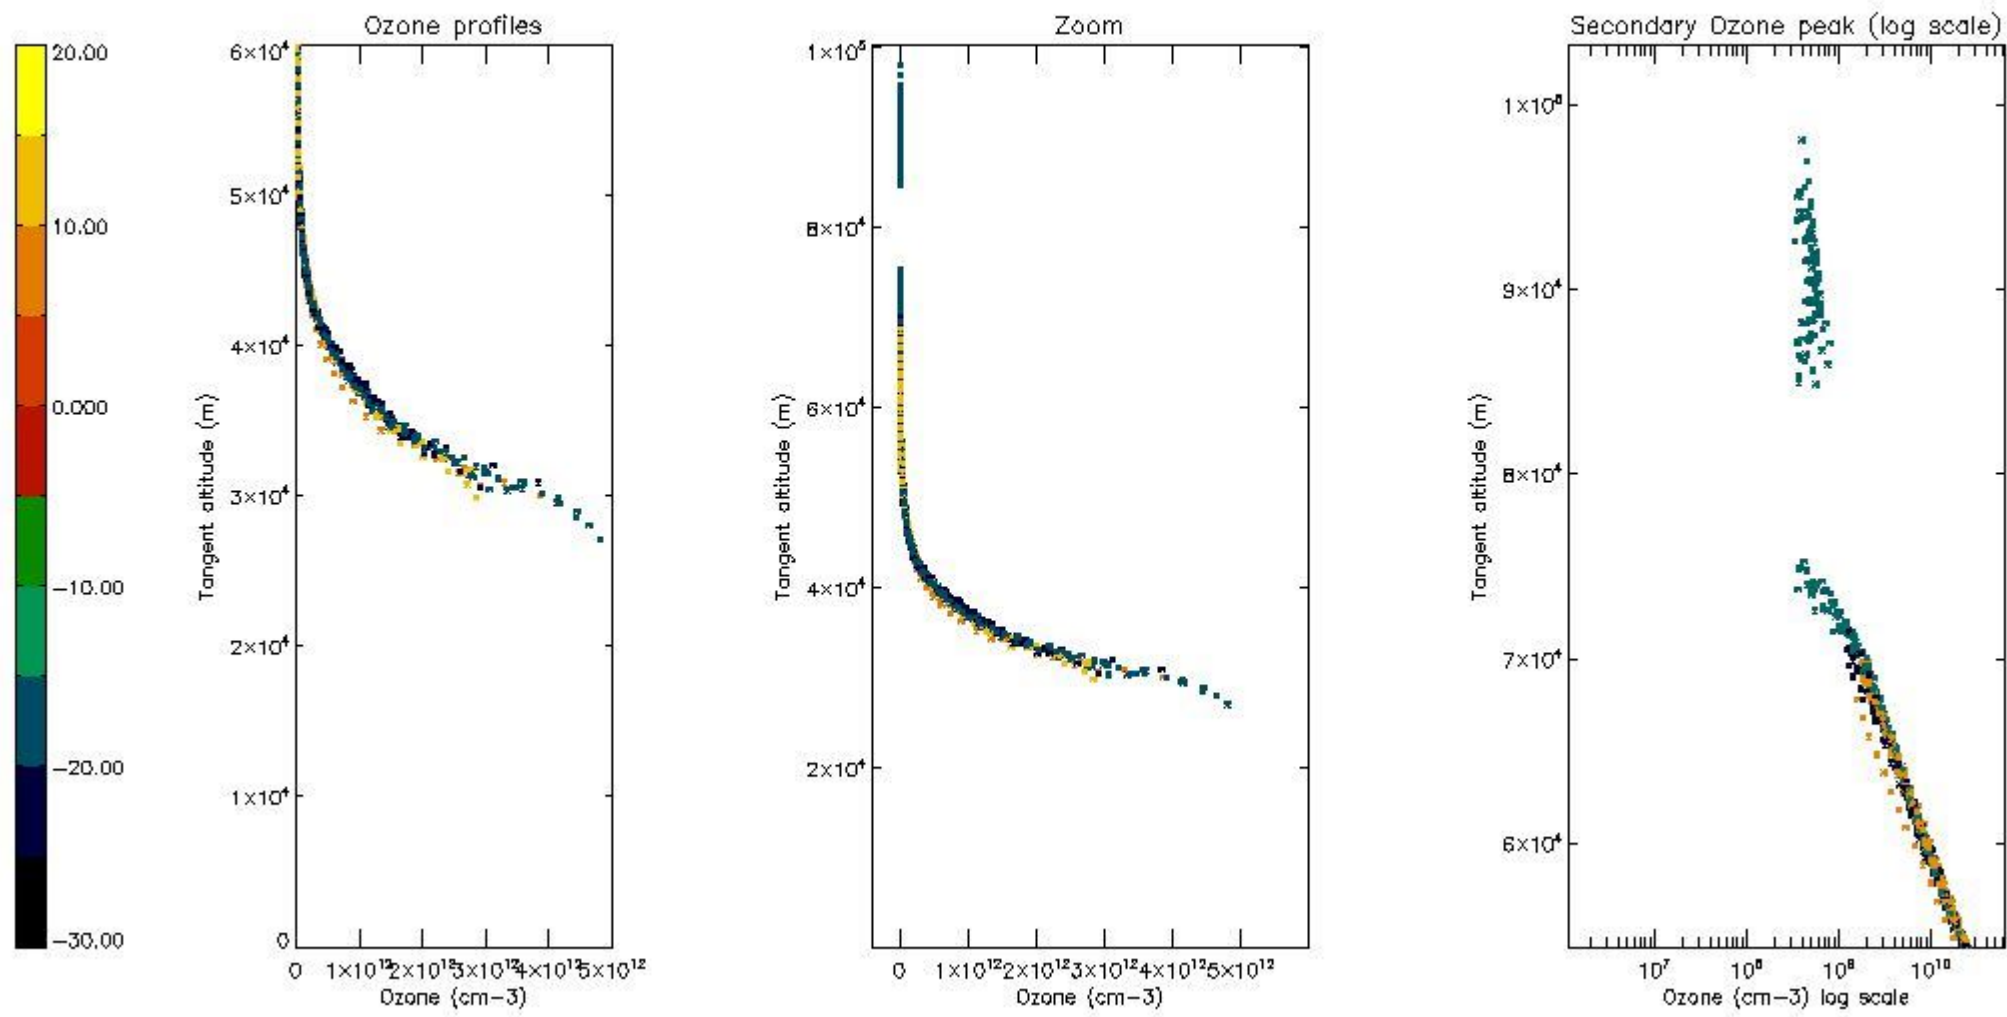 Ozone profiles
Zoom
Secondary Ozone peak (log scale)
20.00
10.00
0.000
−10.00
−20.00
−30.00
6×10⁴
5×10⁴
4×10⁴
3×10⁴
2×10⁴
1×10⁴
0
Tangent altitude (m)
0 1×10¹² 2×10¹² 3×10¹² 4×10¹² 5×10¹²
Ozone (cm−3)
1×10⁵
8×10⁴
6×10⁴
4×10⁴
2×10⁴
Tangent altitude (m)
0 1×10¹² 2×10¹² 3×10¹² 4×10¹² 5×10¹²
Ozone (cm−3)
9×10⁴
8×10⁴
7×10⁴
6×10⁴
Tangent altitude (m)
10⁷ 10¹⁰
Ozone (cm−3) log scale